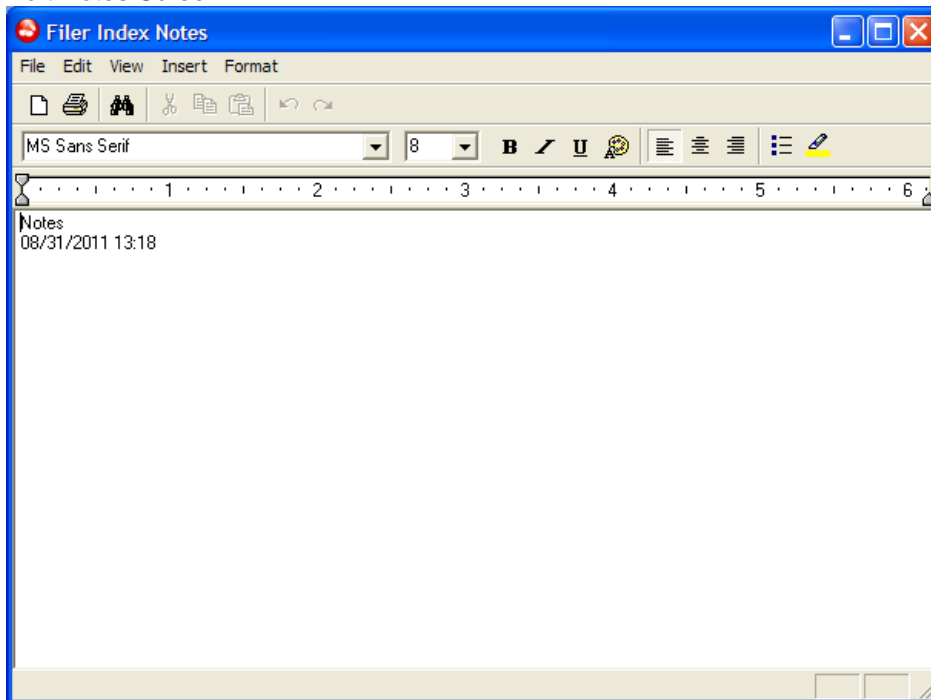 Filer Index Notes
File Edit View Insert Format
MS Sans Serif 8 B U
1 2 3 4 5 6
Notes
08/31/2011 13:18